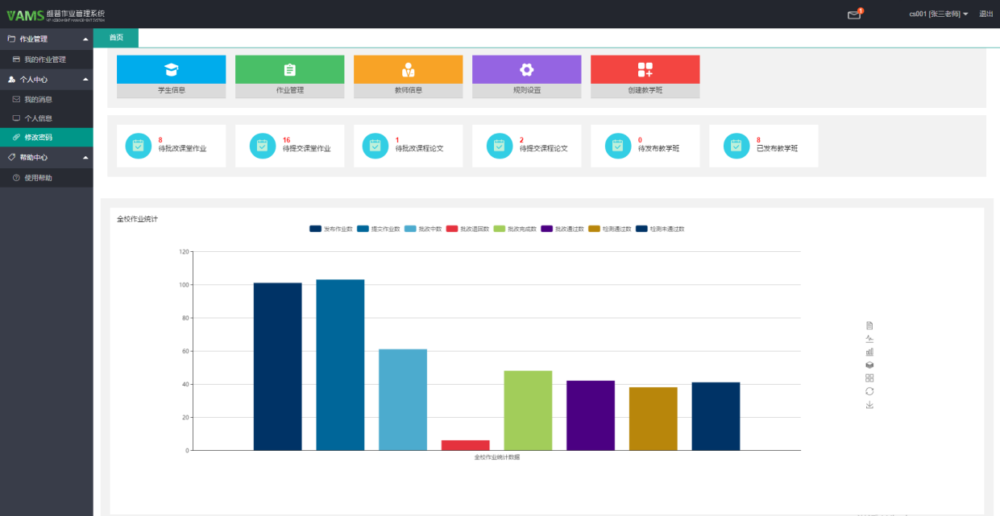 VAMS 维普作业管理系统
VIP ASSIGNMENT MANAGEMENT SYSTEM
1
cs001 [张三老师] 退出
作业管理
我的作业管理
个人中心
我的消息
个人信息
修改密码
帮助中心
使用帮助
首页
学生信息
作业管理
教师信息
规则设置
创建教学班
8
待批改课堂作业
16
待提交课堂作业
1
待批改课程论文
2
待提交课程论文
0
待发布教学班
8
已发布教学班
全校作业统计
发布作业数 提交作业数 批改中数 批改退回数 批改完成数 批改通过数 检测通过数 检测未通过数
120
100
80
60
40
20
0
全校作业统计数据